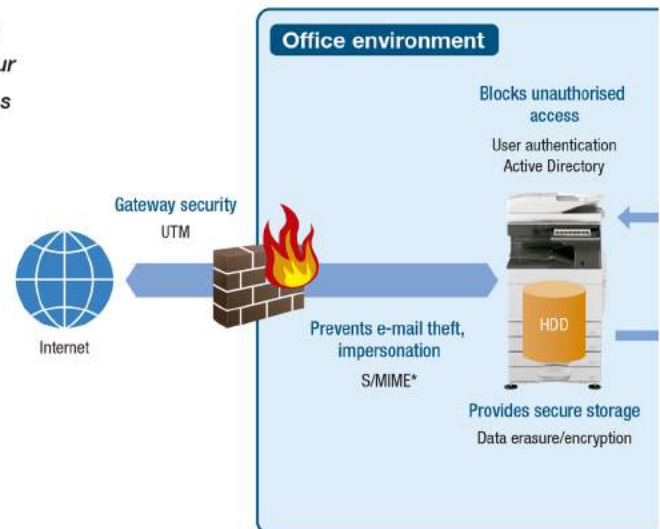 ur
s
Office environment
Blocks unauthorised
access
User authentication
Active Directory
Gateway security
UTM
Internet
HDD
Prevents e-mail theft,
impersonation
S/MIME*
Provides secure storage
Data erasure/encryption